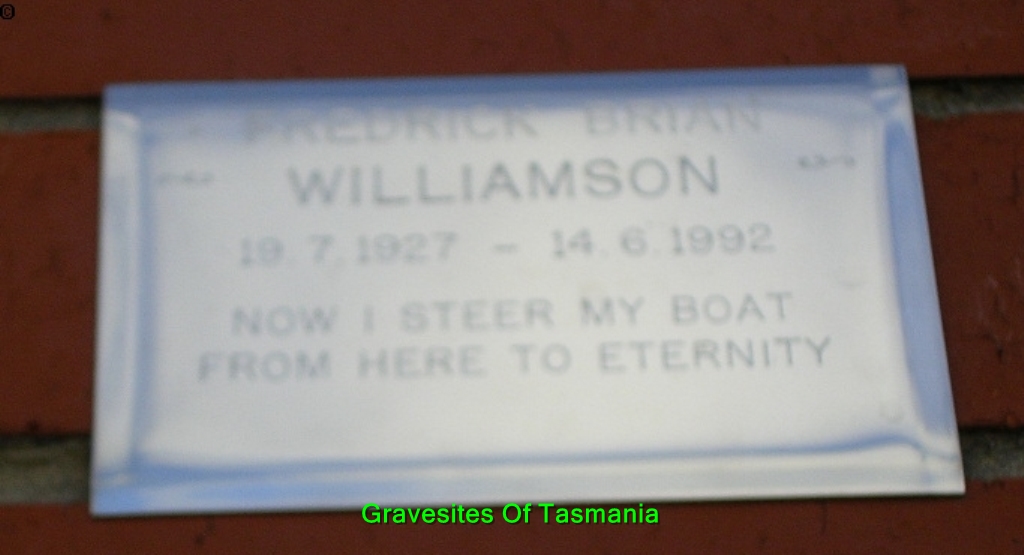 ©
FREDRICK BRIAN
WILLIAMSON
19.7.1927 - 14.6.1992
NOW I STEER MY BOAT
FROM HERE TO ETERNITY
Gravesites Of Tasmania